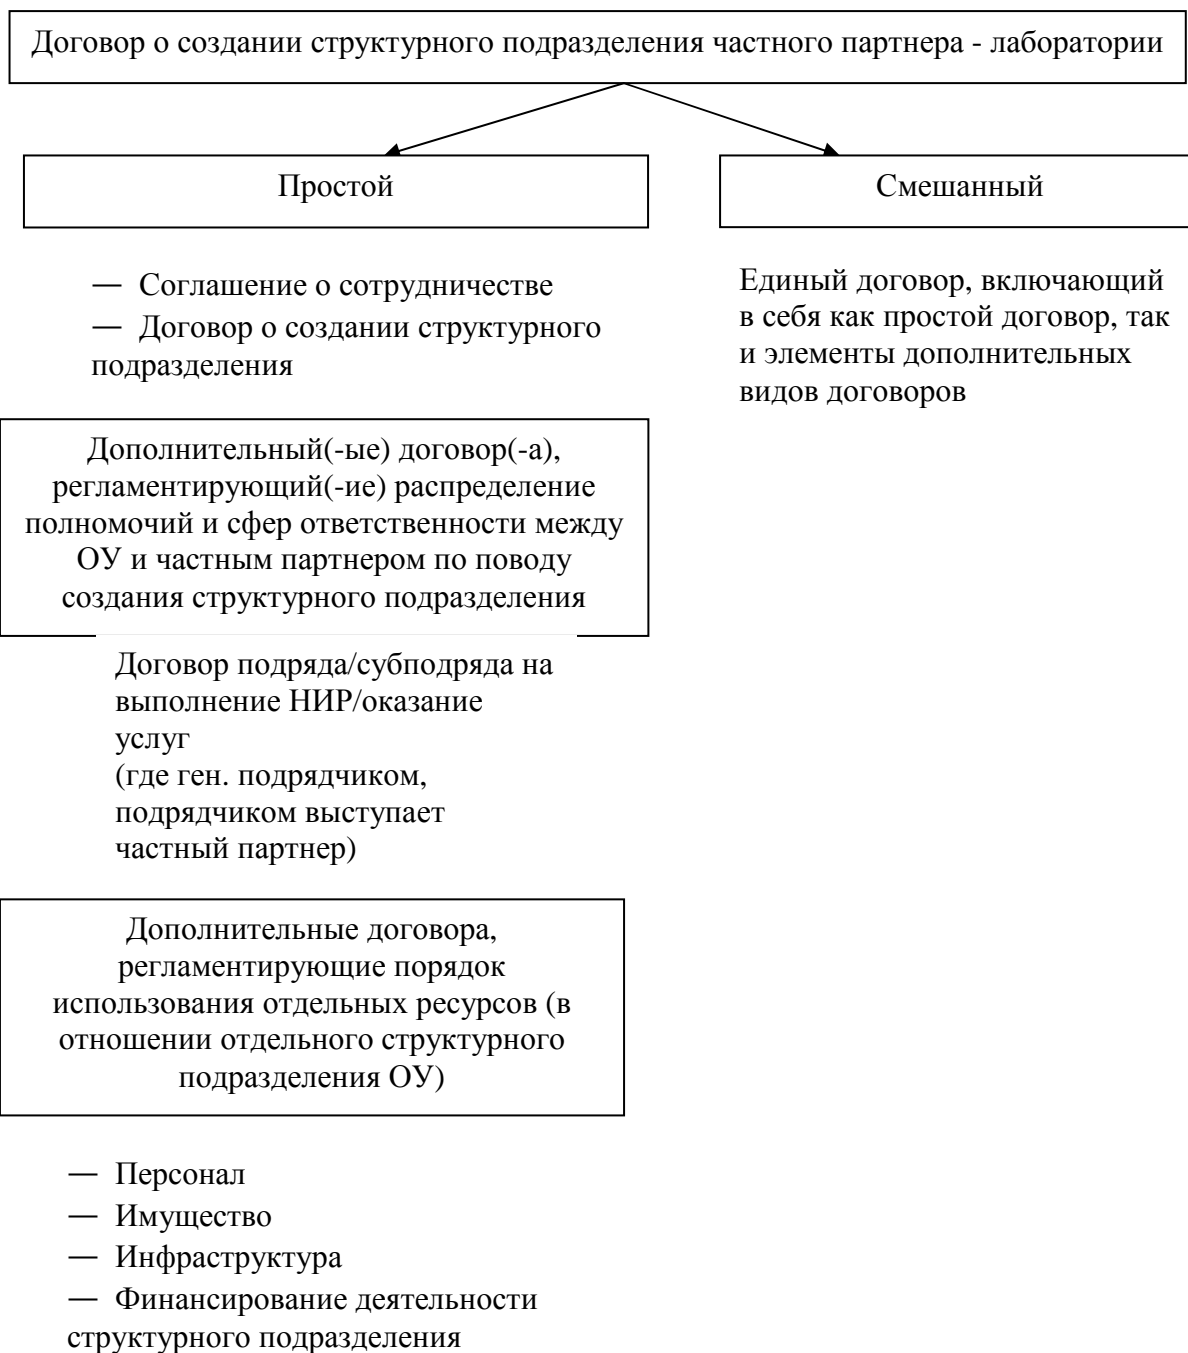 Договор о создании структурного подразделения частного партнера - лаборатории
Простой
Смешанный
— Соглашение о сотрудничестве
— Договор о создании структурного
подразделения
Единый договор, включающий
в себя как простой договор, так
и элементы дополнительных
видов договоров
Дополнительный(-ые) договор(-а),
регламентирующий(-ие) распределение
полномочий и сфер ответственности между
ОУ и частным партнером по поводу
создания структурного подразделения
Договор подряда/субподряда на
выполнение НИР/оказание
услуг
(где ген. подрядчиком,
подрядчиком выступает
частный партнер)
Дополнительные договора,
регламентирующие порядок
использования отдельных ресурсов (в
отношении отдельного структурного
подразделения ОУ)
— Персонал
— Имущество
— Инфраструктура
— Финансирование деятельности
структурного подразделения